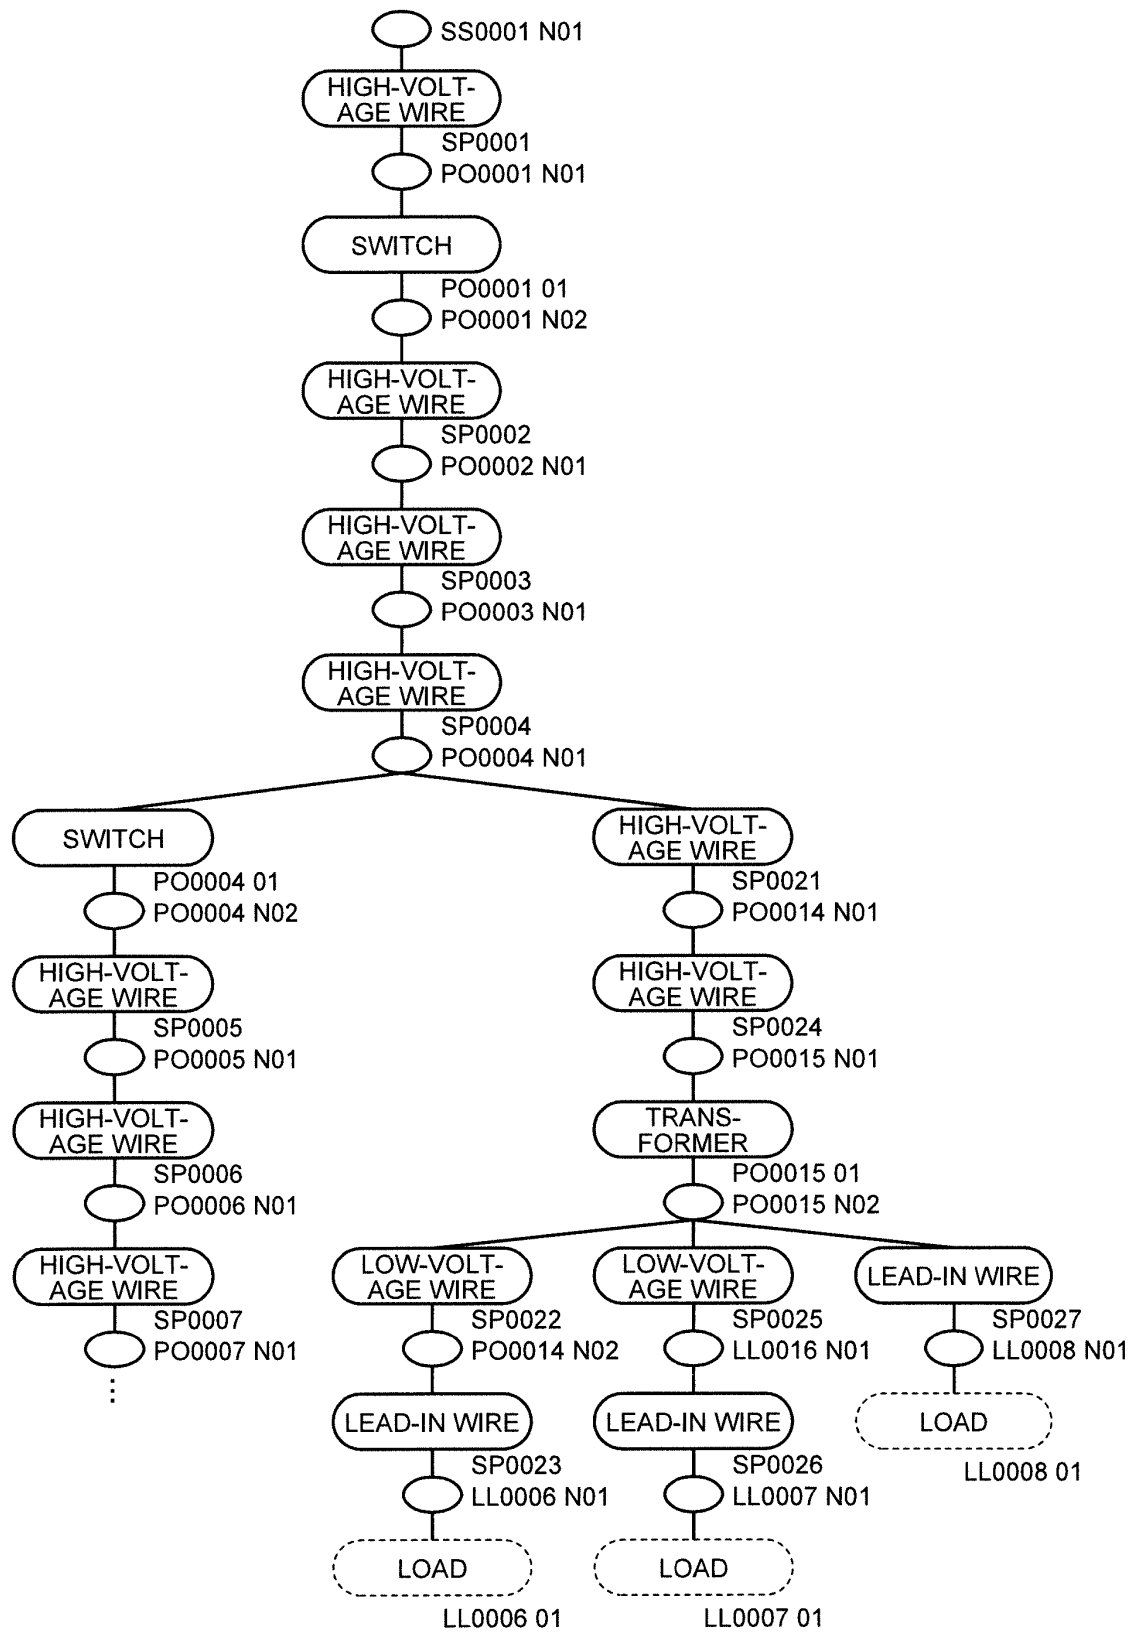 SS0001 N01
HIGH-VOLT-
AGE WIRE
SP0001
PO0001 N01
SWITCH
PO0001 01
PO0001 N02
HIGH-VOLT-
AGE WIRE
SP0002
PO0002 N01
HIGH-VOLT-
AGE WIRE
SP0003
PO0003 N01
HIGH-VOLT-
AGE WIRE
SP0004
PO0004 N01
SWITCH
PO0004 01
PO0004 N02
HIGH-VOLT-
AGE WIRE
SP0005
PO0005 N01
HIGH-VOLT-
AGE WIRE
SP0006
PO0006 N01
HIGH-VOLT-
AGE WIRE
SP0007
PO0007 N01
HIGH-VOLT-
AGE WIRE
SP0021
PO0014 N01
HIGH-VOLT-
AGE WIRE
SP0024
PO0015 N01
TRANS-
FORMER
PO0015 01
PO0015 N02
LOW-VOLT-
AGE WIRE
SP0022
PO0014 N02
LEAD-IN WIRE
SP0023
LL0006 N01
LOAD
LL0006 01
LOW-VOLT-
AGE WIRE
SP0025
LL0016 N01
LEAD-IN WIRE
SP0026
LL0007 N01
LOAD
LL0007 01
LEAD-IN WIRE
SP0027
LL0008 N01
LOAD
LL0008 01